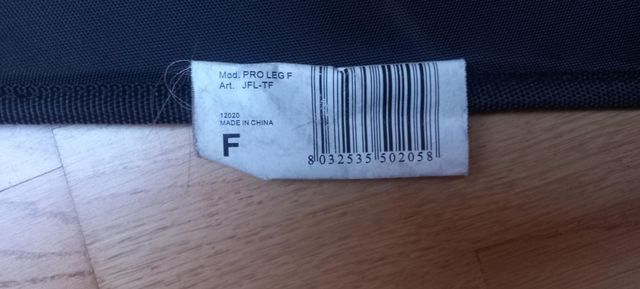 Mod. PRO LEG F
Art. JFL-TF
12020
MADE IN CHINA
F
8 032535 502058